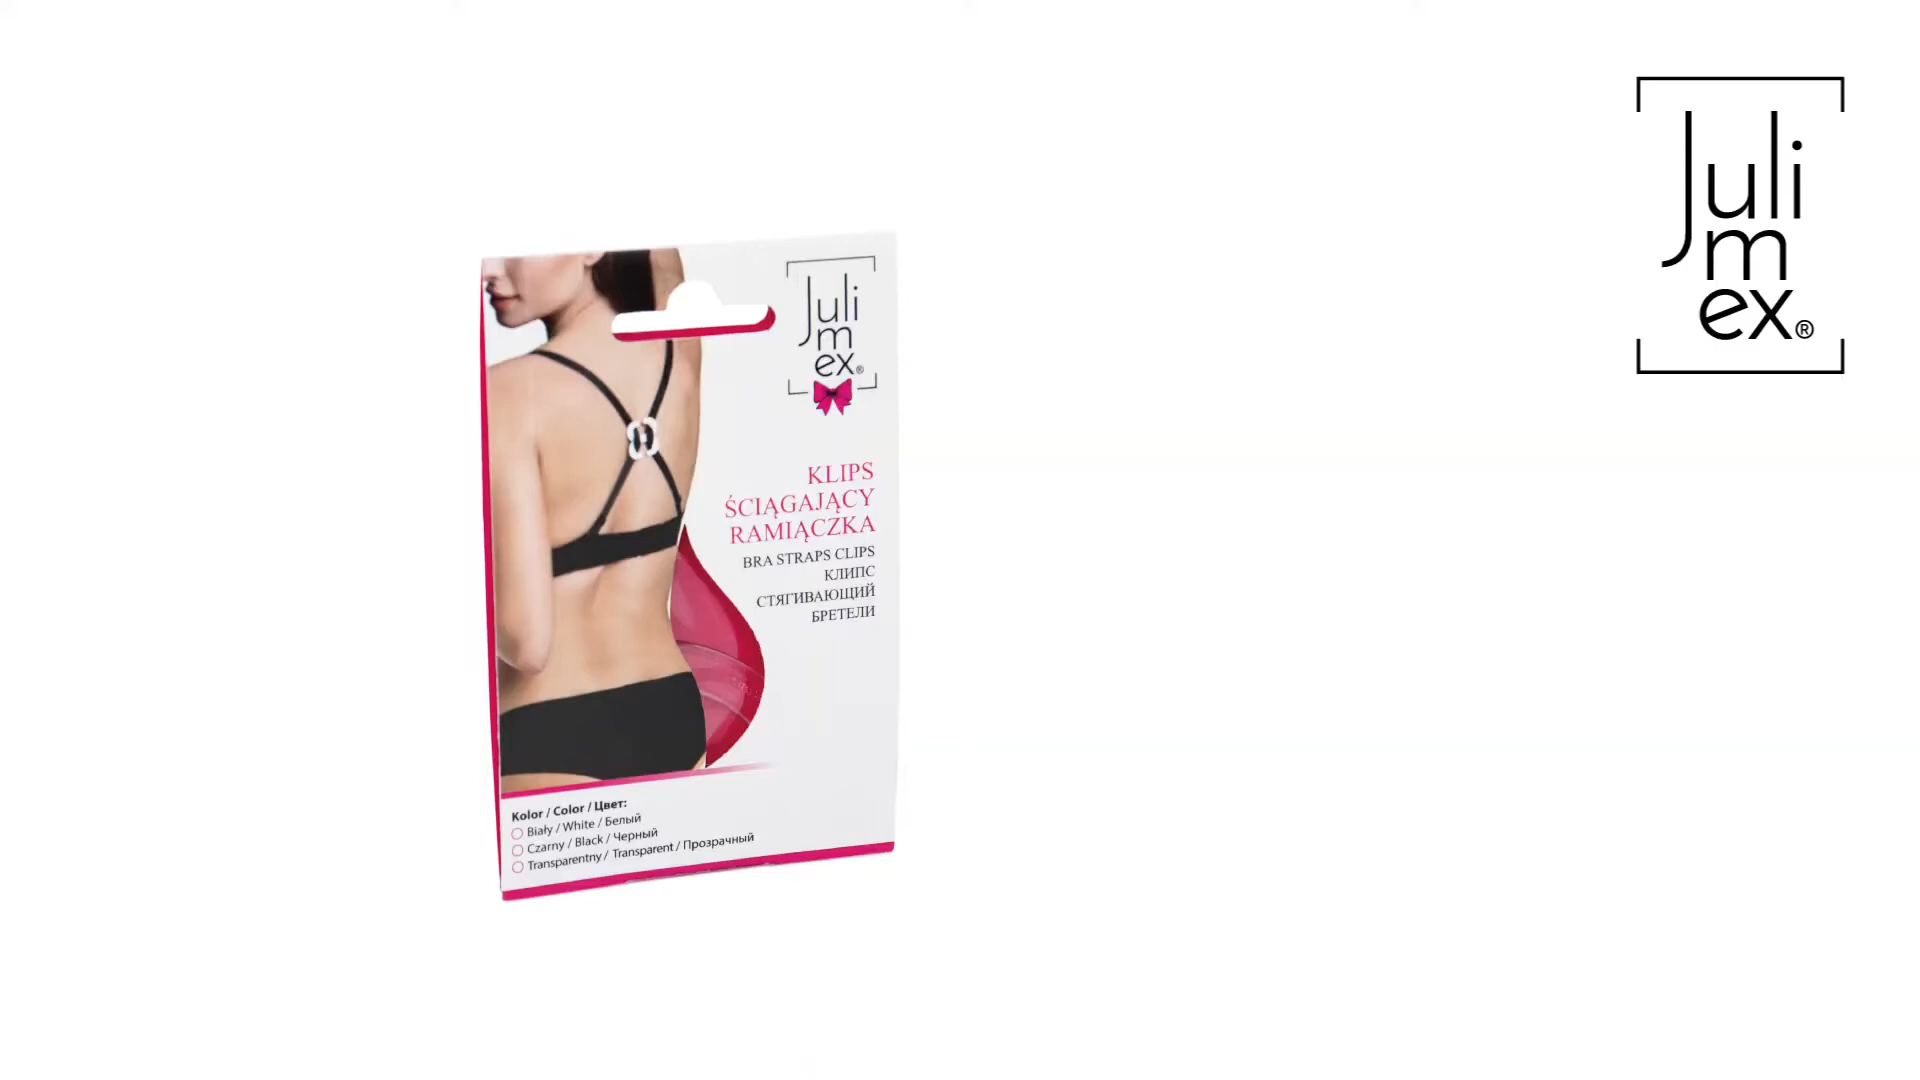 Juli
m
ex®
Juli
m
ex®
KLIPS
ŚCIĄGAJĄCY
RAMIĄCZKA
BRA STRAPS CLIPS
КЛИПС
СТЯГИВАЮЩИЙ
БРЕТЕЛИ
Kolor / Color / Цвет:
Biały / White / Белый
Czarny / Black / Черный
Transparentny / Transparent / Прозрачный